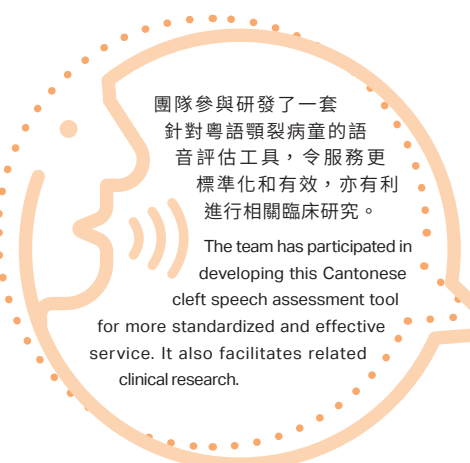 團隊參與研發了一套
針對粵語顎裂病童的語
音評估工具，令服務更
標準化和有效，亦有利
進行相關臨床研究。
The team has participated in
developing this Cantonese
cleft speech assessment tool
for more standardized and effective
service. It also facilitates related
clinical research.